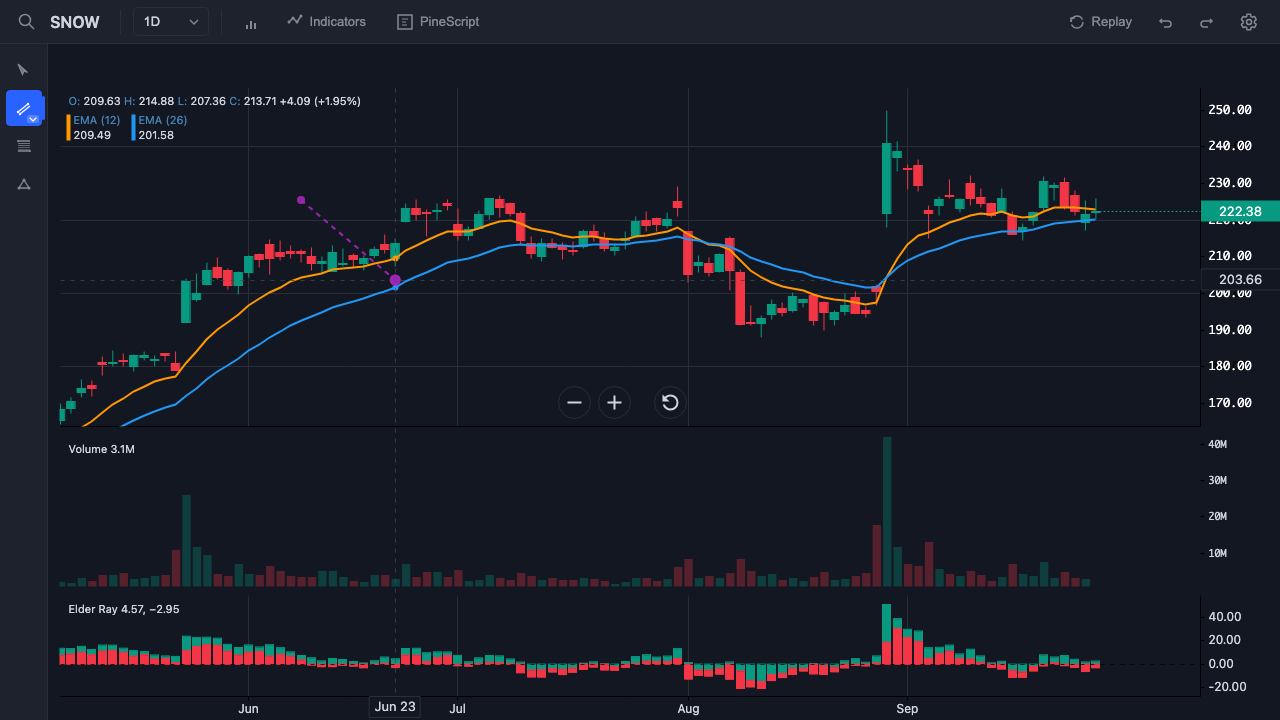 SNOW 1D Indicators PineScript Replay
O: 209.63 H: 214.88 L: 207.36 C: 213.71 +4.09 (+1.95%)
EMA (12) EMA (26)
209.49 201.58
250.00
240.00
230.00
222.38
210.00
203.66
200.00
190.00
180.00
170.00
Volume 3.1M
40M
30M
20M
10M
Elder Ray 4.57, −2.95
40.00
20.00
0.00
−20.00
Jun Jun 23 Jul Aug Sep